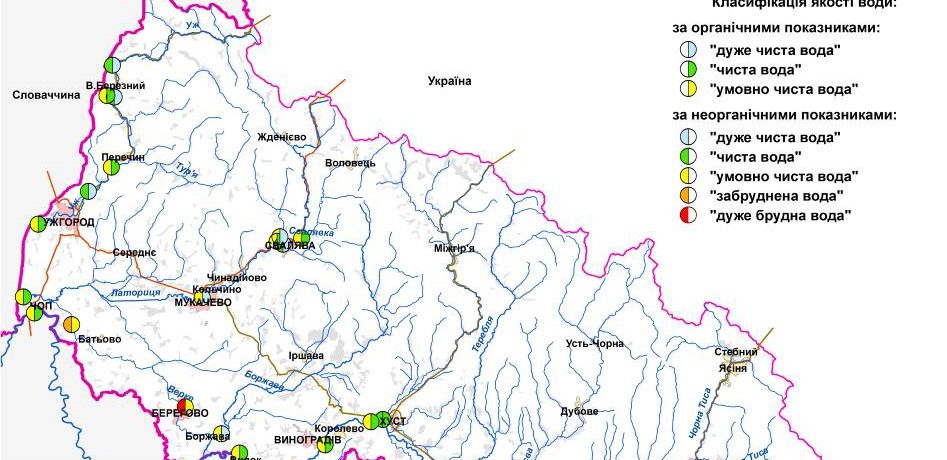 Класифікація якості води:
за органічними показниками:
"дуже чиста вода"
"чиста вода"
"умовно чиста вода"
за неорганічними показниками:
"дуже чиста вода"
"чиста вода"
"умовно чиста вода"
"забруднена вода"
"дуже брудна вода"
Уж
Україна
Словаччина
В.Березний
Жденієво
Перечин
Тур'я
Воловець
Уж
УЖГОРОД
Свалявка
СВАЛЯВА
Середнє
Міжгір'я
Чинадійово
Кольчино
Латориця
МУКАЧЕВО
ЧОП
Батьово
Теребля
Усть-Чорна
Іршава
Стебний
Ясіня
Боржава
Верке
БЕРЕГОВО
Чорна Тиса
Дубове
ХУСТ
Королево
Боржава
ВИНОГРАДІВ
Вилок
Тиса